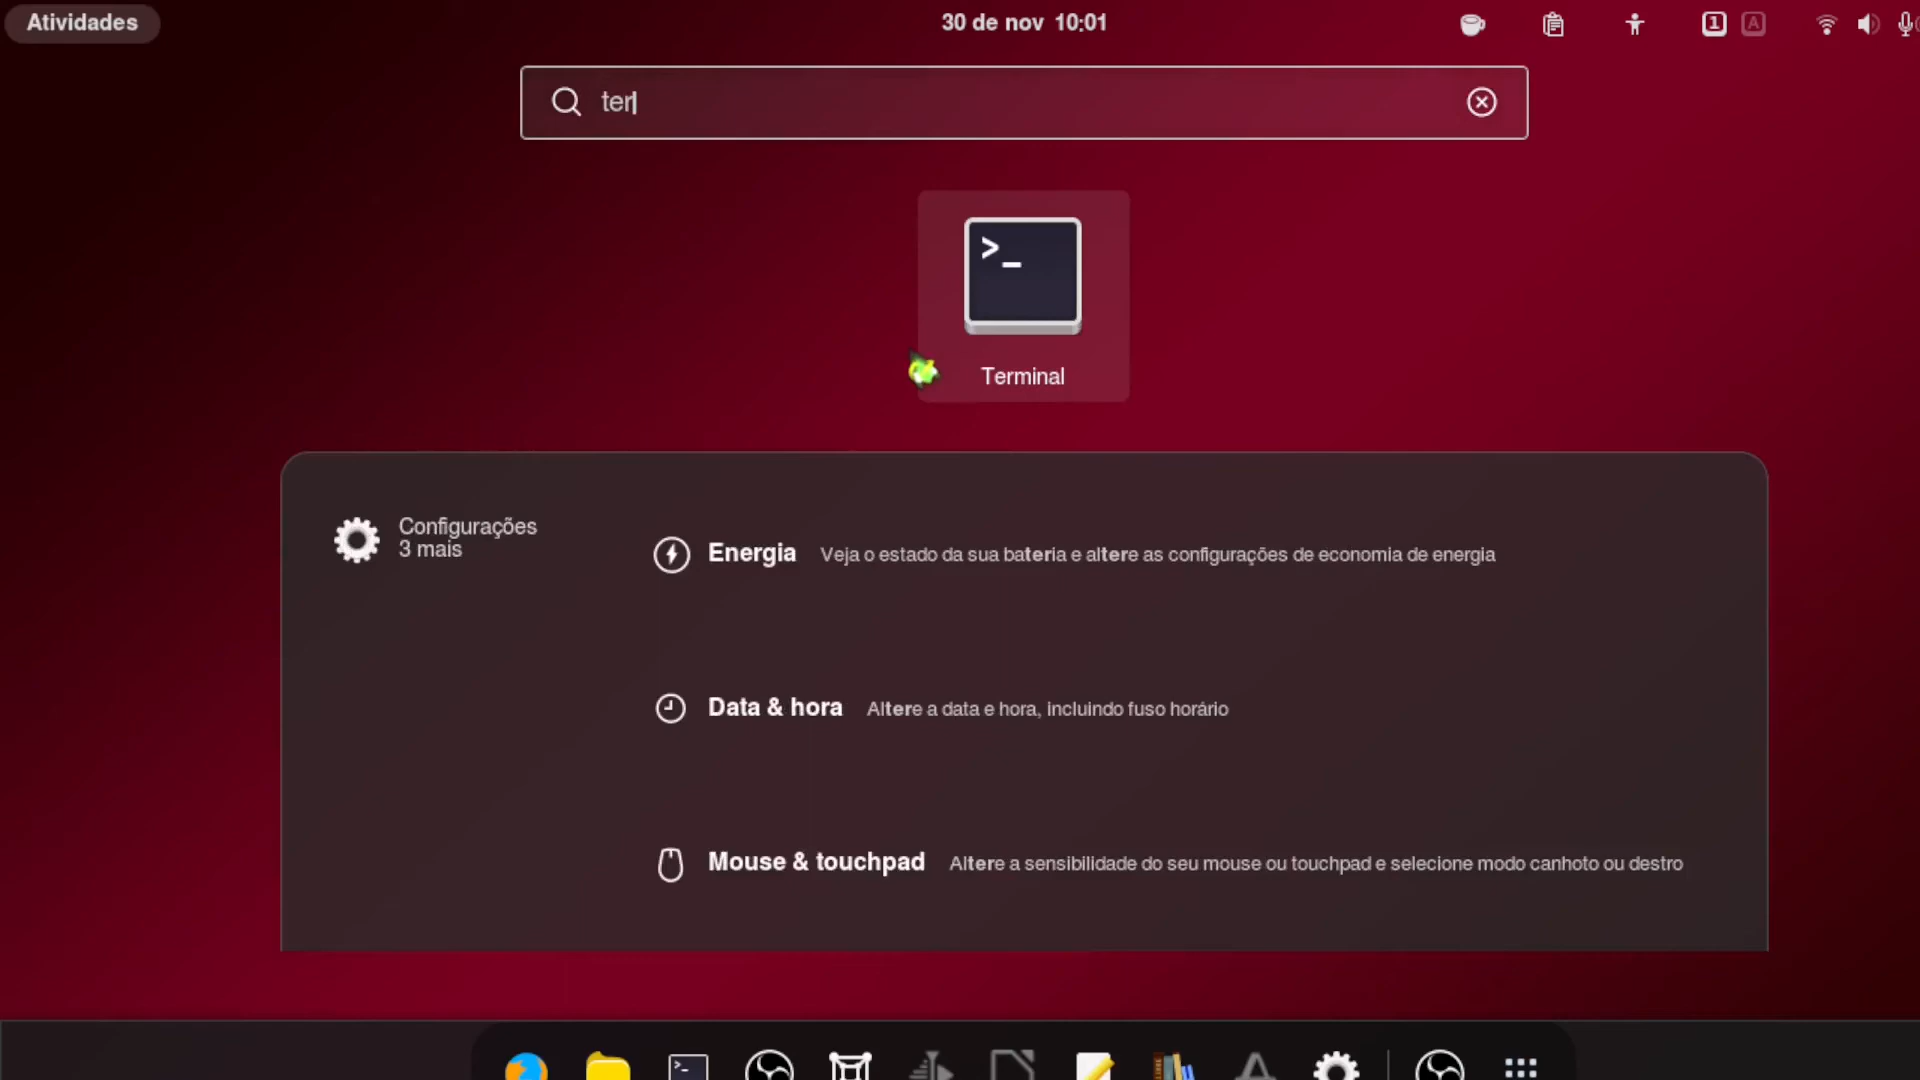 Atividades
30 de nov 10:01
1 A
ter
>_
Terminal
Configurações
3 mais
Energia Veja o estado da sua bateria e altere as configurações de economia de energia
Data & hora Altere a data e hora, incluindo fuso horário
Mouse & touchpad Altere a sensibilidade do seu mouse ou touchpad e selecione modo canhoto ou destro